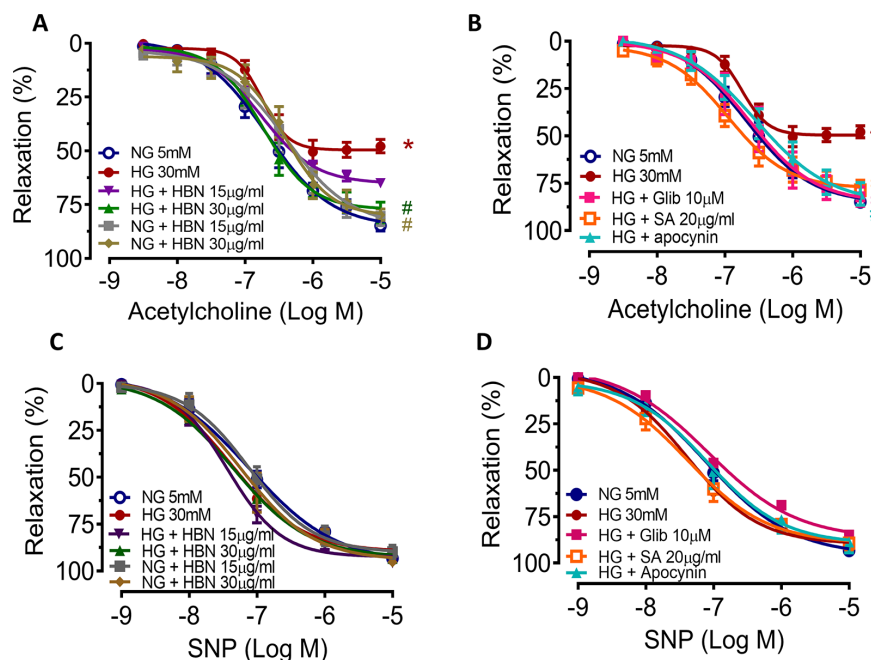 A
Relaxation (%)
0
25
50
75
100
*
#
#
NG 5mM
HG 30mM
HG + HBN 15µg/ml
HG + HBN 30µg/ml
NG + HBN 15µg/ml
NG + HBN 30µg/ml
-9 -8 -7 -6 -5
Acetylcholine (Log M)
B
Relaxation (%)
0
25
50
75
100
NG 5mM
HG 30mM
HG + Glib 10µM
HG + SA 20µg/ml
HG + apocynin
-9 -8 -7 -6 -5
Acetylcholine (Log M)
C
Relaxation (%)
0
25
50
75
100
NG 5mM
HG 30mM
HG + HBN 15µg/ml
HG + HBN 30µg/ml
NG + HBN 15µg/ml
NG + HBN 30µg/ml
-9 -8 -7 -6 -5
SNP (Log M)
D
Relaxation (%)
0
25
50
75
100
NG 5mM
HG 30mM
HG + Glib 10µM
HG + SA 20µg/ml
HG + Apocynin
-9 -8 -7 -6 -5
SNP (Log M)